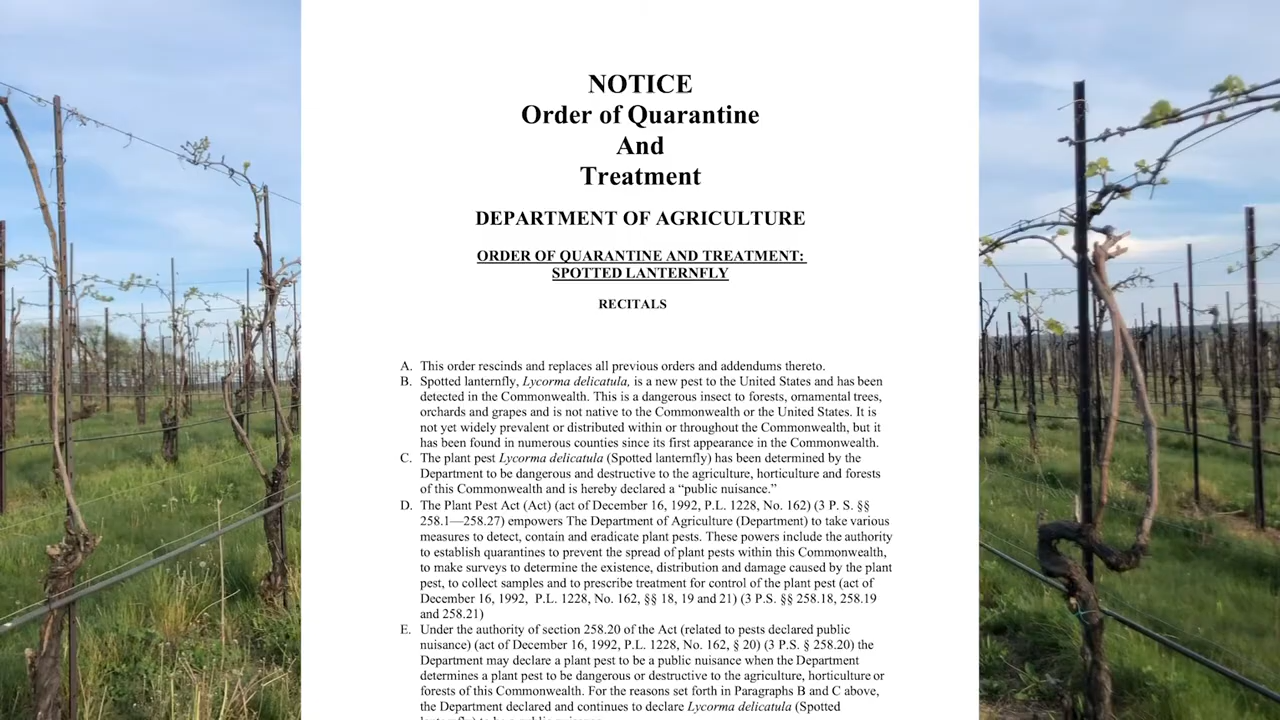 NOTICE
Order of Quarantine
And
Treatment
DEPARTMENT OF AGRICULTURE
ORDER OF QUARANTINE AND TREATMENT:
SPOTTED LANTERNFLY
RECITALS
A. This order rescinds and replaces all previous orders and addendums thereto.
B. Spotted lanternfly, Lycorma delicatula, is a new pest to the United States and has been
detected in the Commonwealth. This is a dangerous insect to forests, ornamental trees,
orchards and grapes and is not native to the Commonwealth or the United States. It is
not yet widely prevalent or distributed within or throughout the Commonwealth, but it
has been found in numerous counties since its first appearance in the Commonwealth.
C. The plant pest Lycorma delicatula (Spotted lanternfly) has been determined by the
Department to be dangerous and destructive to the agriculture, horticulture and forests
of this Commonwealth and is hereby declared a “public nuisance.”
D. The Plant Pest Act (Act) (act of December 16, 1992, P.L. 1228, No. 162) (3 P. S. §§
258.1—258.27) empowers The Department of Agriculture (Department) to take various
measures to detect, contain and eradicate plant pests. These powers include the authority
to establish quarantines to prevent the spread of plant pests within this Commonwealth,
to make surveys to determine the existence, distribution and damage caused by the plant
pest, to collect samples and to prescribe treatment for control of the plant pest (act of
December 16, 1992, P.L. 1228, No. 162, §§ 18, 19 and 21) (3 P.S. §§ 258.18, 258.19
and 258.21)
E. Under the authority of section 258.20 of the Act (related to pests declared public
nuisance) (act of December 16, 1992, P.L. 1228, No. 162, § 20) (3 P.S. § 258.20) the
Department may declare a plant pest to be a public nuisance when the Department
determines a plant pest to be dangerous or destructive to the agriculture, horticulture or
forests of this Commonwealth. For the reasons set forth in Paragraphs B and C above,
the Department declared and continues to declare Lycorma delicatula (Spotted